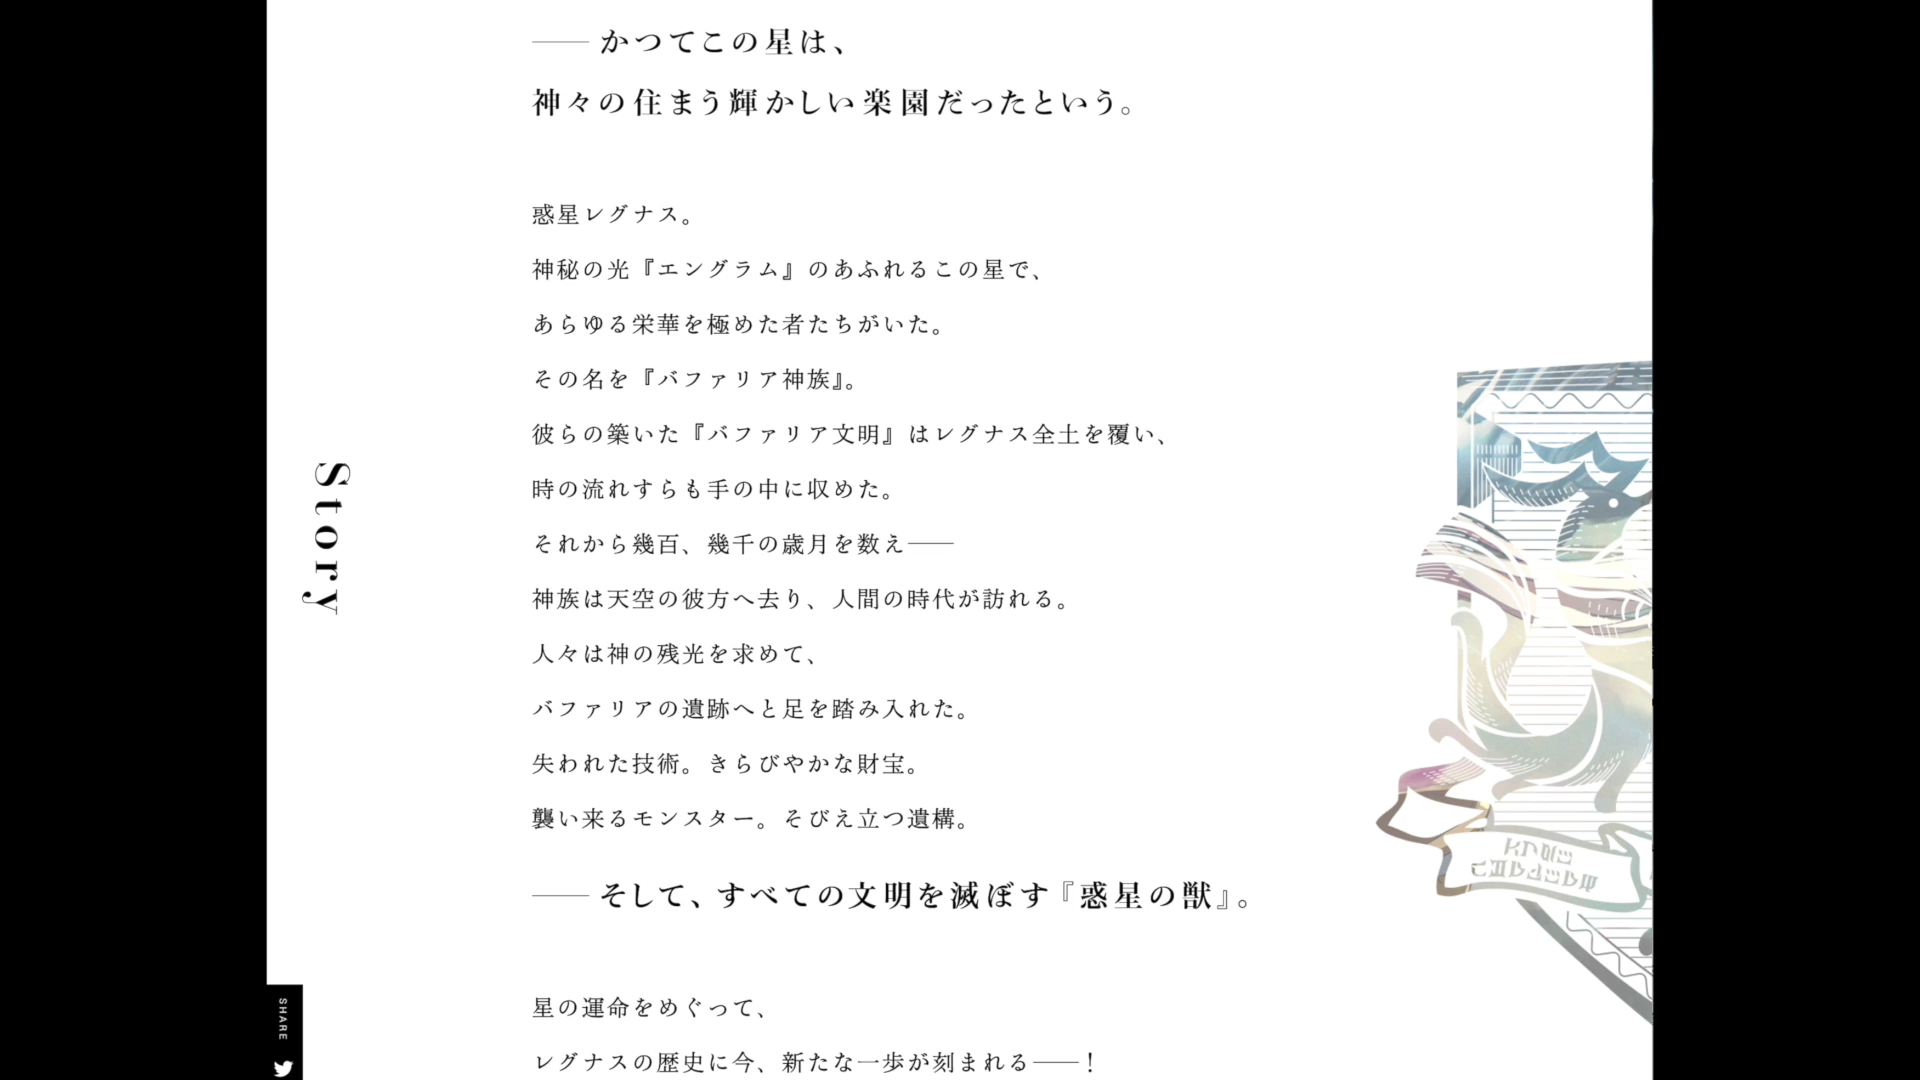 ── かつてこの星は、
神々の住まう輝かしい楽園だったという。
惑星レグナス。
神秘の光『エングラム』のあふれるこの星で、
あらゆる栄華を極めた者たちがいた。
その名を『バファリア神族』。
彼らの築いた『バファリア文明』はレグナス全土を覆い、
時の流れすらも手の中に収めた。
それから幾百、幾千の歳月を数え──
神族は天空の彼方へ去り、人間の時代が訪れる。
人々は神の残光を求めて、
バファリアの遺跡へと足を踏み入れた。
失われた技術。きらびやかな財宝。
襲い来るモンスター。そびえ立つ遺構。
── そして、すべての文明を滅ぼす『惑星の獣』。
星の運命をめぐって、
レグナスの歴史に今、新たな一歩が刻まれる──！
Story
SHARE